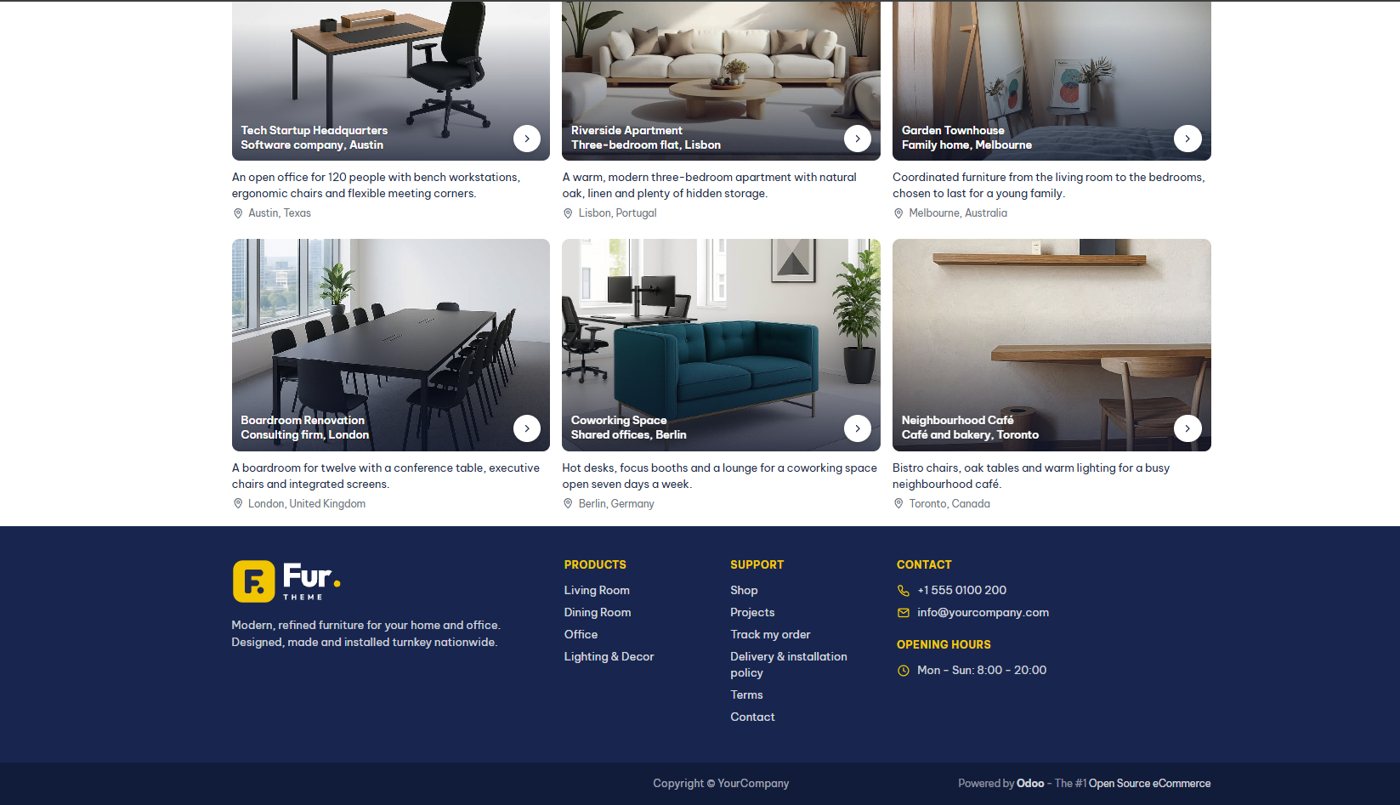 Tech Startup Headquarters
Software company, Austin
Riverside Apartment
Three-bedroom flat, Lisbon
Garden Townhouse
Family home, Melbourne
An open office for 120 people with bench workstations,
ergonomic chairs and flexible meeting corners.
Austin, Texas
A warm, modern three-bedroom apartment with natural
oak, linen and plenty of hidden storage.
Lisbon, Portugal
Coordinated furniture from the living room to the bedrooms,
chosen to last for a young family.
Melbourne, Australia
Boardroom Renovation
Consulting firm, London
Coworking Space
Shared offices, Berlin
Neighbourhood Café
Café and bakery, Toronto
A boardroom for twelve with a conference table, executive
chairs and integrated screens.
London, United Kingdom
Hot desks, focus booths and a lounge for a coworking space
open seven days a week.
Berlin, Germany
Bistro chairs, oak tables and warm lighting for a busy
neighbourhood café.
Toronto, Canada
F. Fur.
THEME
Modern, refined furniture for your home and office.
Designed, made and installed turnkey nationwide.
PRODUCTS
Living Room
Dining Room
Office
Lighting & Decor
SUPPORT
Shop
Projects
Track my order
Delivery & installation
policy
Terms
Contact
CONTACT
+1 555 0100 200
info@yourcompany.com
OPENING HOURS
Mon - Sun: 8:00 - 20:00
Copyright © YourCompany
Powered by Odoo - The #1 Open Source eCommerce